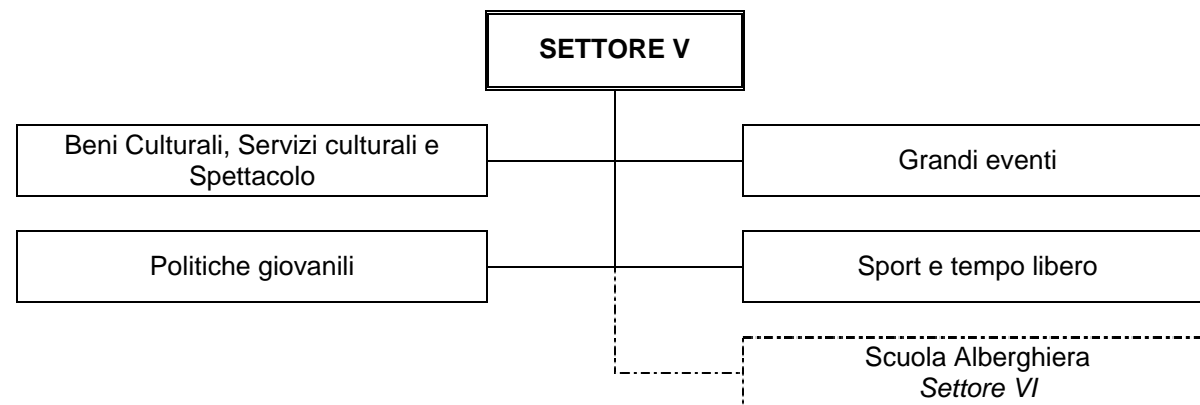 SETTORE V
Beni Culturali, Servizi culturali e
Spettacolo
Grandi eventi
Politiche giovanili
Sport e tempo libero
Scuola Alberghiera
Settore VI